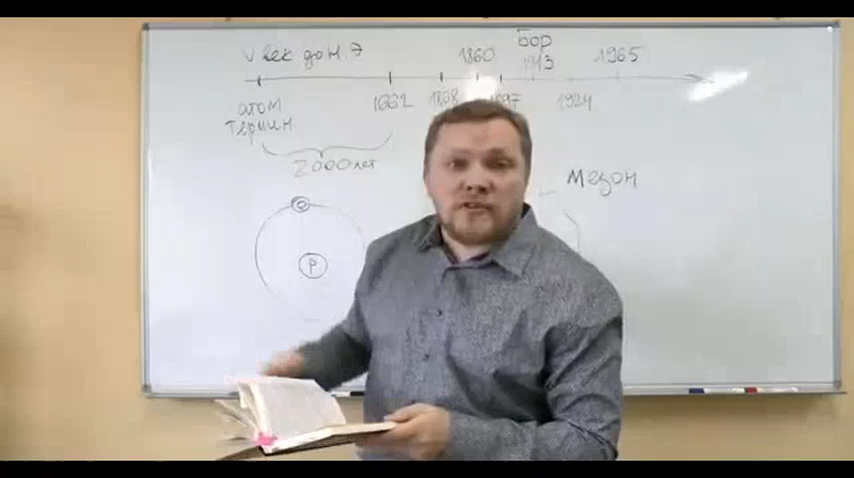 V век до н.э
1860
Бор
1913
1965
атом
термин
1662
1808
1897
1924
2000 лет
мезон
e
P